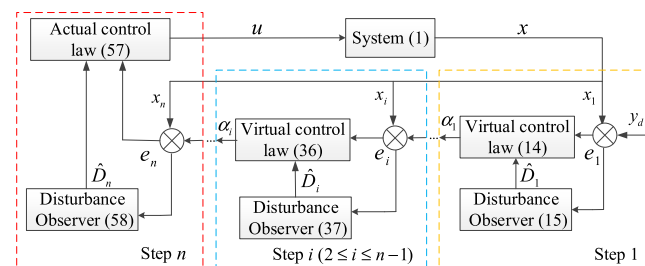 Actual control
law (57)
u
System (1)
x
x_n
x_i
x_1
y_d
α_i
α_1
Virtual control
law (36)
Virtual control
law (14)
e_n
e_i
e_1
D̂_n
D̂_i
D̂_1
Disturbance
Observer (58)
Disturbance
Observer (37)
Disturbance
Observer (15)
Step n
Step i (2 ≤ i ≤ n−1)
Step 1